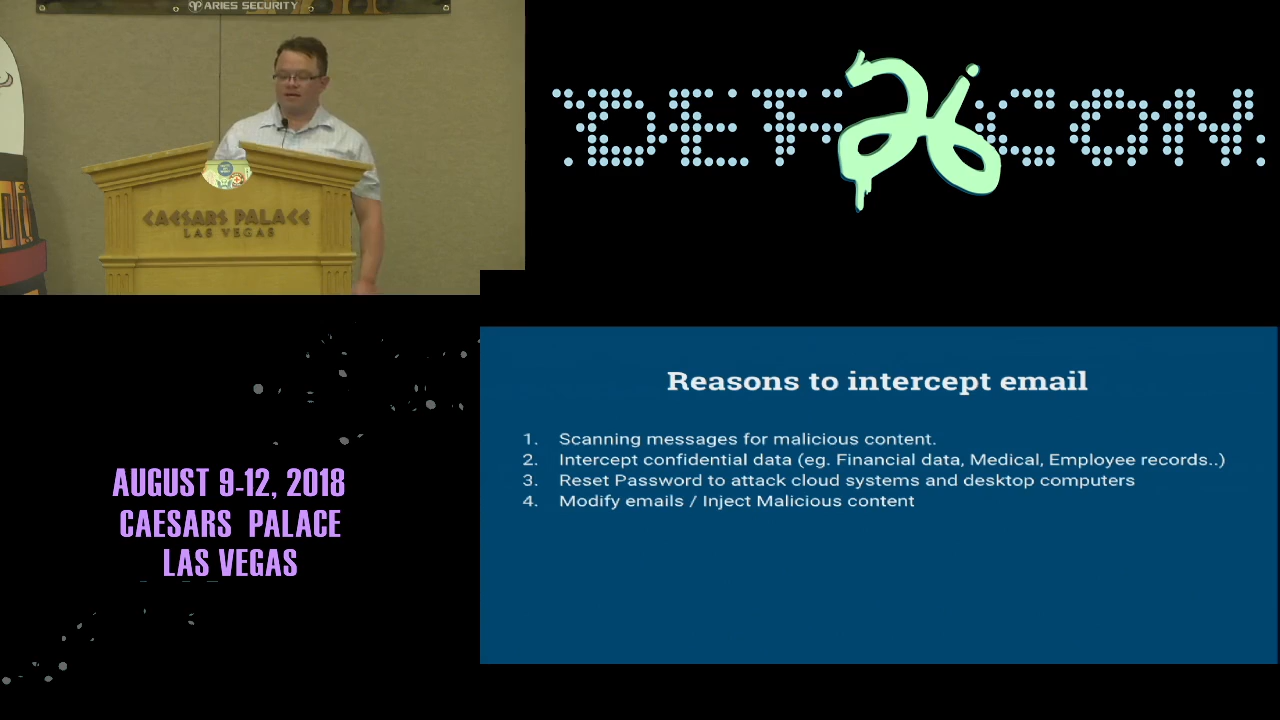 ARIES SECURITY
CAESARS PALACE
LAS VEGAS
DEF CON
26
AUGUST 9-12, 2018
CAESARS PALACE
LAS VEGAS
Reasons to intercept email
1. Scanning messages for malicious content.
2. Intercept confidential data (eg. Financial data, Medical, Employee records..)
3. Reset Password to attack cloud systems and desktop computers
4. Modify emails / Inject Malicious content